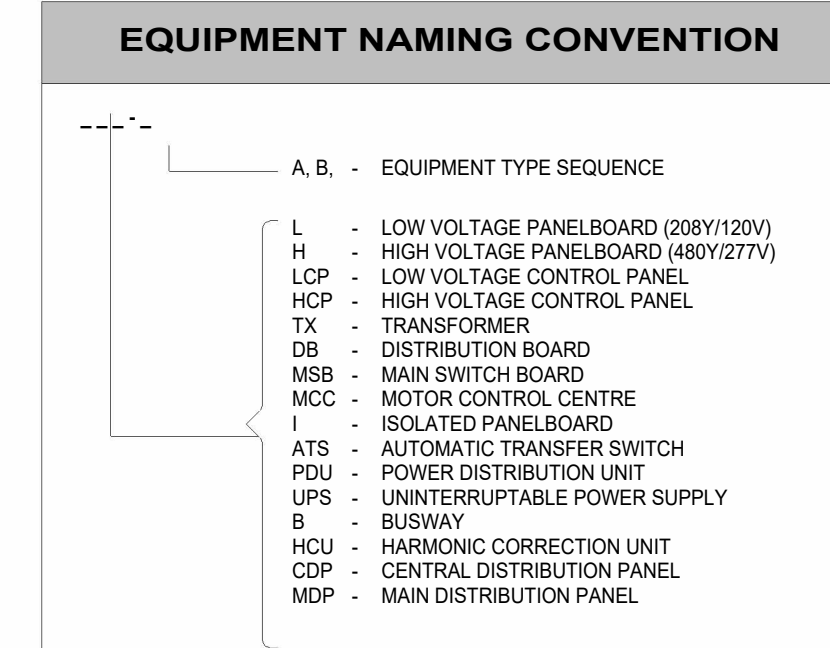 EQUIPMENT NAMING CONVENTION
_ _ _ - _
A, B, - EQUIPMENT TYPE SEQUENCE
L - LOW VOLTAGE PANELBOARD (208Y/120V)
H - HIGH VOLTAGE PANELBOARD (480Y/277V)
LCP - LOW VOLTAGE CONTROL PANEL
HCP - HIGH VOLTAGE CONTROL PANEL
TX - TRANSFORMER
DB - DISTRIBUTION BOARD
MSB - MAIN SWITCH BOARD
MCC - MOTOR CONTROL CENTRE
I - ISOLATED PANELBOARD
ATS - AUTOMATIC TRANSFER SWITCH
PDU - POWER DISTRIBUTION UNIT
UPS - UNINTERRUPTABLE POWER SUPPLY
B - BUSWAY
HCU - HARMONIC CORRECTION UNIT
CDP - CENTRAL DISTRIBUTION PANEL
MDP - MAIN DISTRIBUTION PANEL